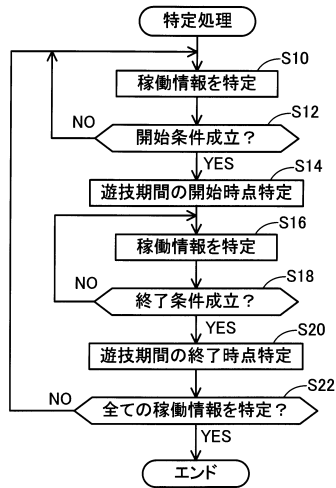 特定処理
S10
稼働情報を特定
S12
NO
開始条件成立?
YES
S14
遊技期間の開始時点特定
S16
稼働情報を特定
S18
NO
終了条件成立?
YES
S20
遊技期間の終了時点特定
S22
NO
全ての稼働情報を特定?
YES
エンド